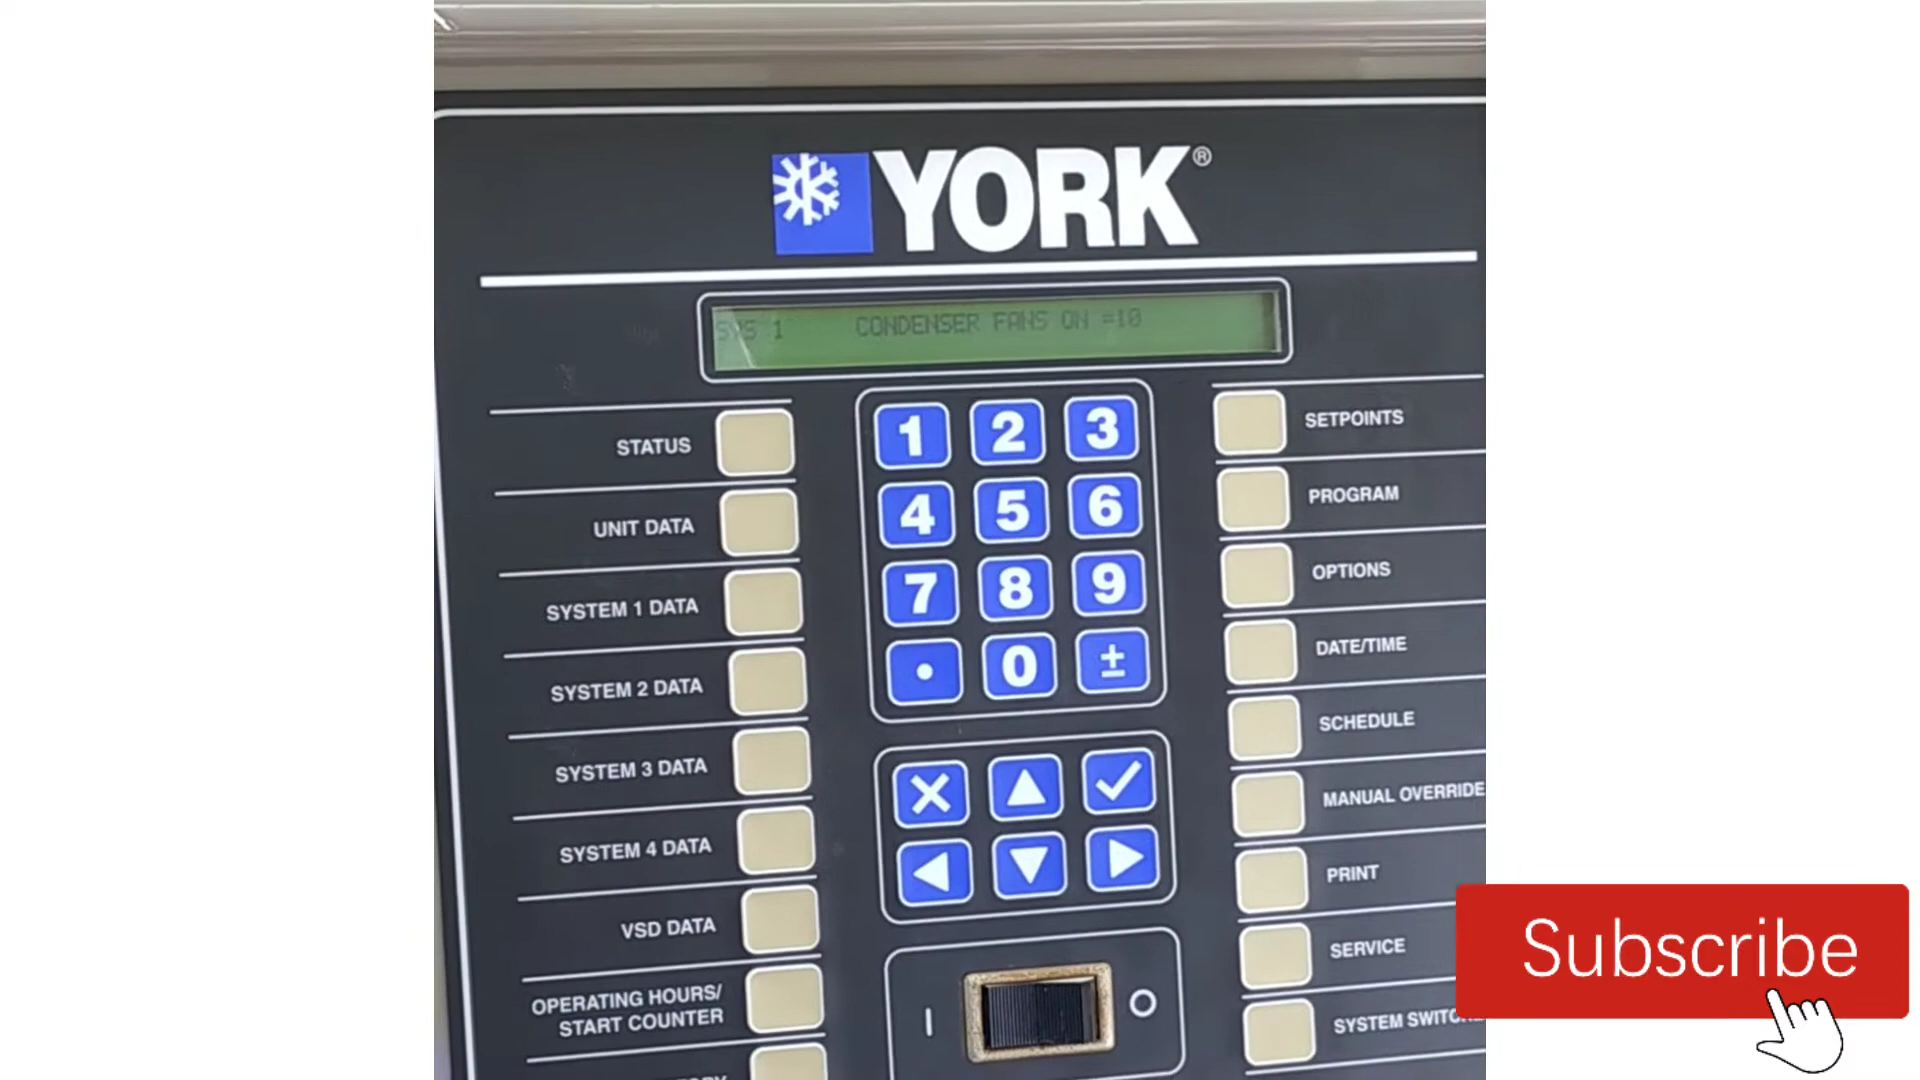 YORK®
SYS 1 CONDENSER FANS ON =10
STATUS
UNIT DATA
SYSTEM 1 DATA
SYSTEM 2 DATA
SYSTEM 3 DATA
SYSTEM 4 DATA
VSD DATA
OPERATING HOURS/
START COUNTER
1 2 3
4 5 6
7 8 9
• 0 ±
I O
SETPOINTS
PROGRAM
OPTIONS
DATE/TIME
SCHEDULE
MANUAL OVERRIDE
PRINT
SERVICE
SYSTEM
Subscribe